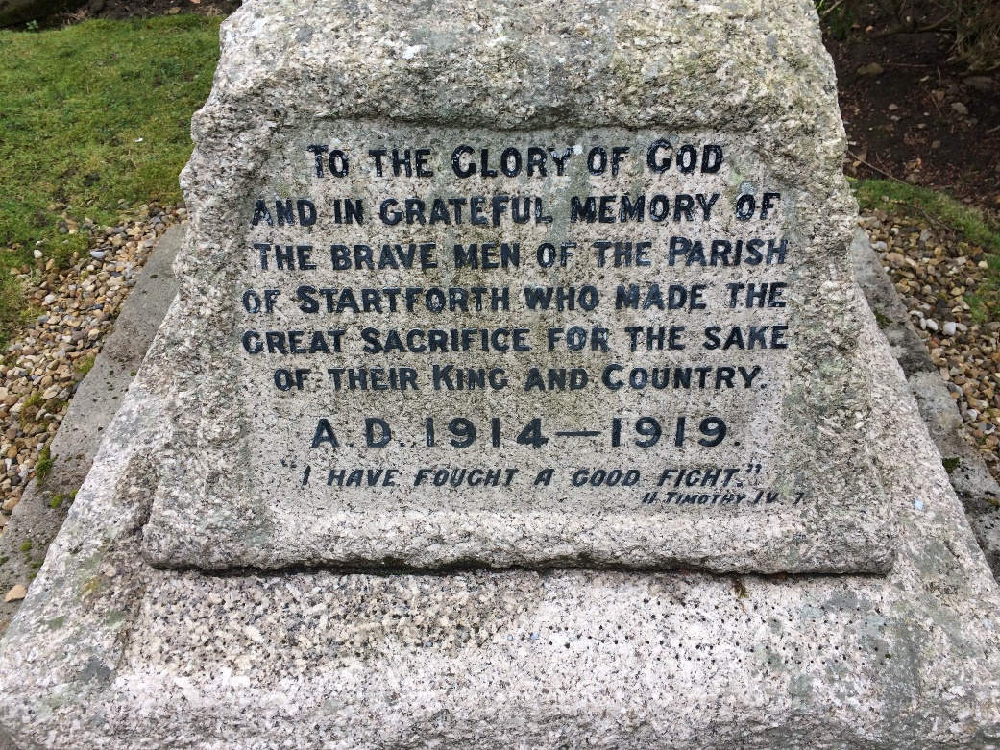 TO THE GLORY OF GOD
AND IN GRATEFUL MEMORY OF
THE BRAVE MEN OF THE PARISH
OF STARTFORTH WHO MADE THE
GREAT SACRIFICE FOR THE SAKE
OF THEIR KING AND COUNTRY.
A.D. 1914—1919.
"I HAVE FOUGHT A GOOD FIGHT."
II. TIMOTHY IV. 7.